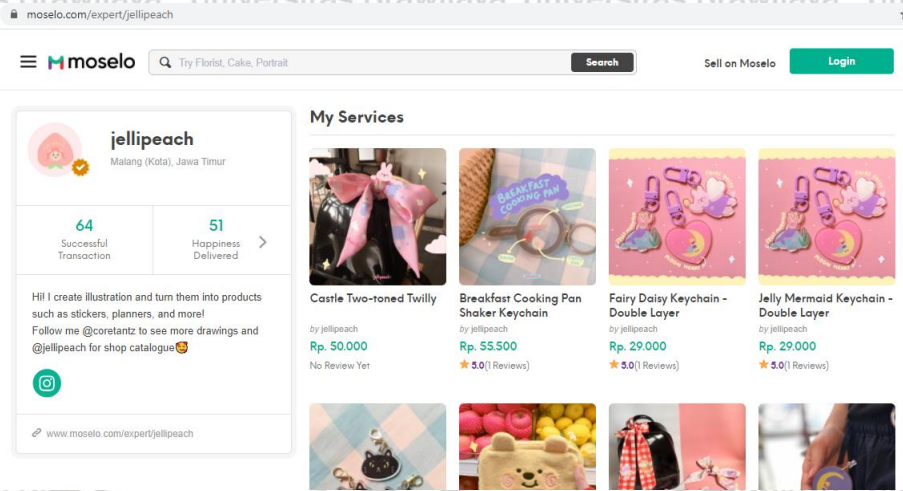 moselo.com/expert/jellipeach
moselo
Try Florist, Cake, Portrait
Search
Sell on Moselo
Login
jellipeach
Malang (Kota), Jawa Timur
64
Successful
Transaction
51
Happiness
Delivered
Hi! I create illustration and turn them into products
such as stickers, planners, and more!
Follow me @coretantz to see more drawings and
@jellipeach for shop catalogue🥰
www.moselo.com/expert/jellipeach
My Services
BREAKFAST
COOKING PAN
Castle Two-toned Twilly
by jellipeach
Rp. 50.000
No Review Yet
Breakfast Cooking Pan
Shaker Keychain
by jellipeach
Rp. 55.500
5.0(1 Reviews)
Fairy Daisy Keychain -
Double Layer
by jellipeach
Rp. 29.000
5.0(1 Reviews)
Jelly Mermaid Keychain -
Double Layer
by jellipeach
Rp. 29.000
5.0(1 Reviews)